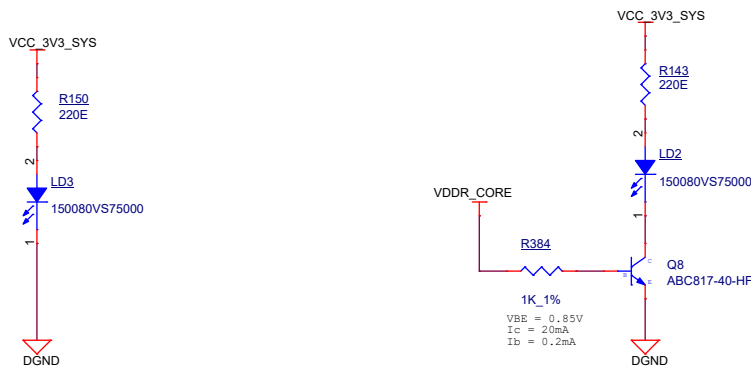 VCC_3V3_SYS
R150
220E
2
LD3
150080VS75000
1
DGND
VCC_3V3_SYS
R143
220E
2
LD2
150080VS75000
1
VDDR_CORE
R384
1K_1%
VBE = 0.85V
Ic = 20mA
Ib = 0.2mA
C
B
E
Q8
ABC817-40-HF
DGND